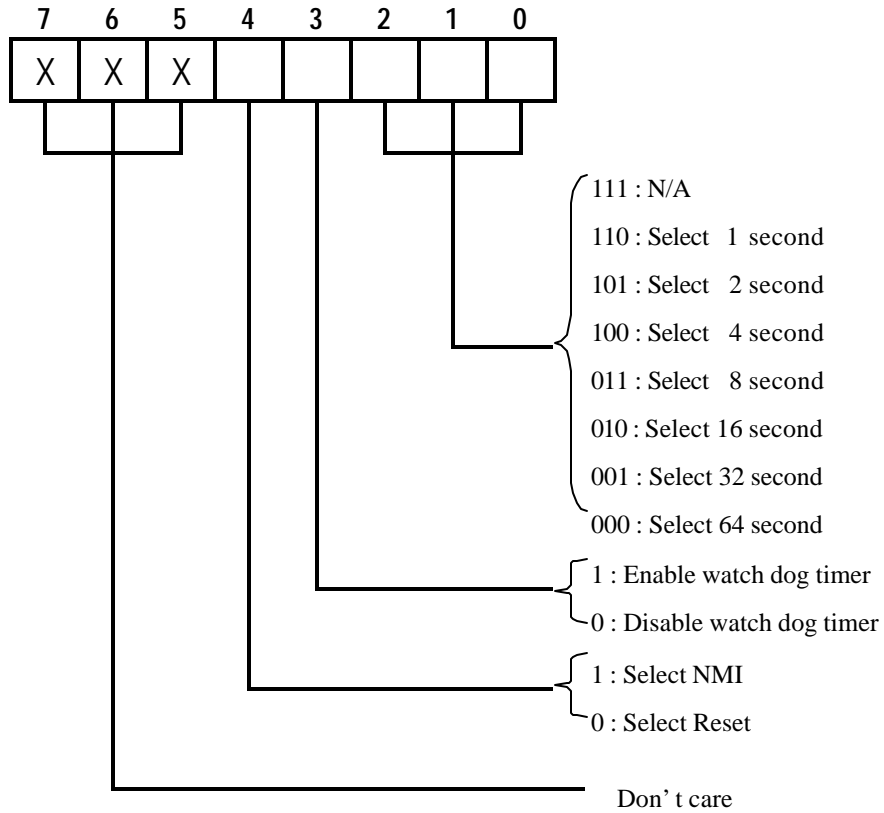 7 6 5 4 3 2 1 0
X X X
111 : N/A
110 : Select 1 second
101 : Select 2 second
100 : Select 4 second
011 : Select 8 second
010 : Select 16 second
001 : Select 32 second
000 : Select 64 second
1 : Enable watch dog timer
0 : Disable watch dog timer
1 : Select NMI
0 : Select Reset
Don’ t care